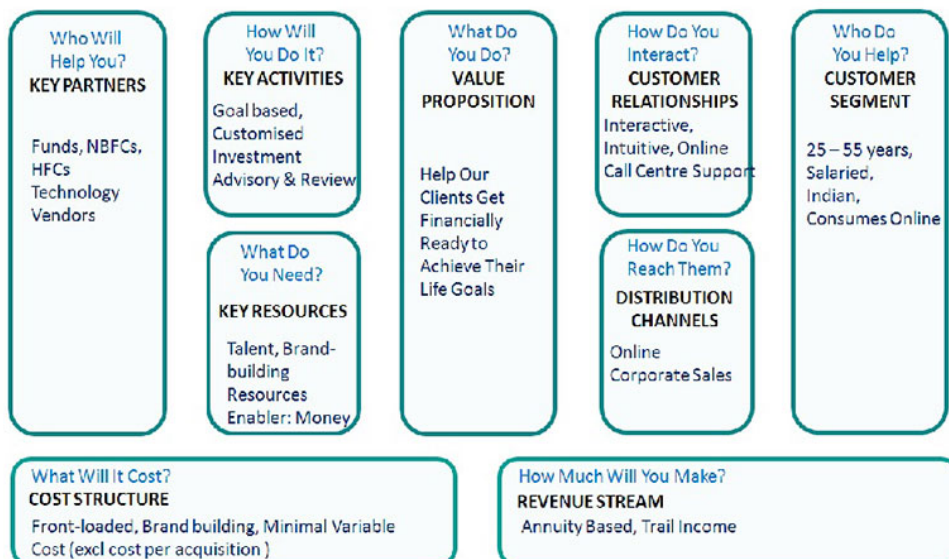 Who Will
Help You?
KEY PARTNERS
Funds, NBFCs,
HFCs
Technology
Vendors
How Will
You Do It?
KEY ACTIVITIES
Goal based,
Customised
Investment
Advisory & Review
What Do
You Need?
KEY RESOURCES
Talent, Brand-
building
Resources
Enabler: Money
What Do
You Do?
VALUE
PROPOSITION
Help Our
Clients Get
Financially
Ready to
Achieve Their
Life Goals
How Do You
Interact?
CUSTOMER
RELATIONSHIPS
Interactive,
Intuitive, Online
Call Centre Support
How Do You
Reach Them?
DISTRIBUTION
CHANNELS
Online
Corporate Sales
Who Do
You Help?
CUSTOMER
SEGMENT
25 – 55 years,
Salaried,
Indian,
Consumes Online
What Will It Cost?
COST STRUCTURE
Front-loaded, Brand building, Minimal Variable
Cost (excl cost per acquisition )
How Much Will You Make?
REVENUE STREAM
Annuity Based, Trail Income